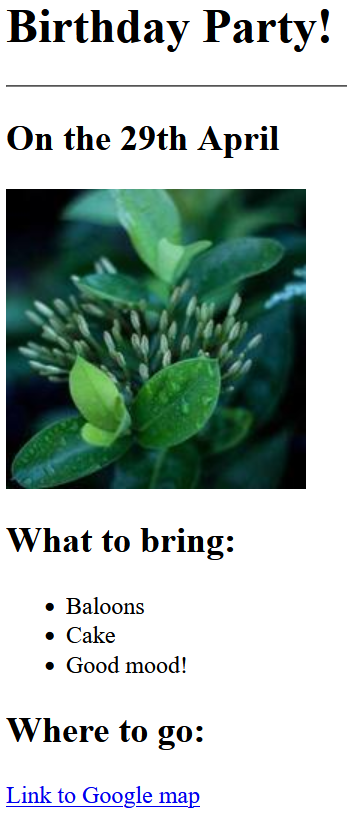 Birthday Party!
On the 29th April
What to bring:
Baloons
Cake
Good mood!
Where to go:
Link to Google map